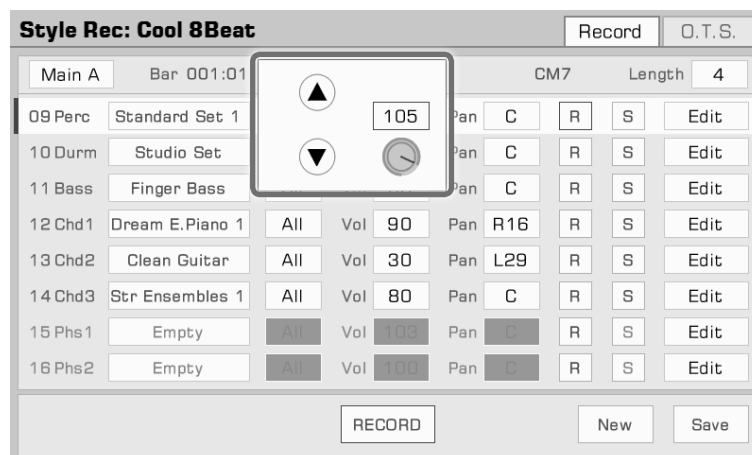 Style Rec: Cool 8Beat Record O.T.S.
Main A Bar 001:01 CM7 Length 4
09 Perc Standard Set 1 105 Pan C R S Edit
10 Durm Studio Set Pan C R S Edit
11 Bass Finger Bass Pan C R S Edit
12 Chd1 Dream E.Piano 1 All Vol 90 Pan R16 R S Edit
13 Chd2 Clean Guitar All Vol 30 Pan L29 R S Edit
14 Chd3 Str Ensembles 1 All Vol 80 Pan C R S Edit
15 Phs1 Empty All Vol 103 Pan C R S Edit
16 Phs2 Empty All Vol 100 Pan C R S Edit
RECORD New Save